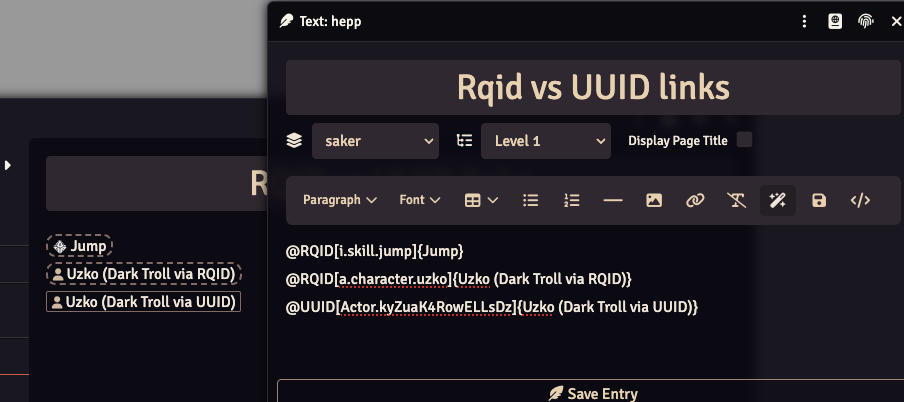 Text: hepp
Rqid vs UUID links
saker
Level 1
Display Page Title
Paragraph
Font
R
Jump
Uzko (Dark Troll via RQID)
Uzko (Dark Troll via UUID)
@RQID[i.skill.jump]{Jump}
@RQID[a.character.uzko]{Uzko (Dark Troll via RQID)}
@UUID[Actor.kyZuaK4RowELLsDz]{Uzko (Dark Troll via UUID)}
Save Entry